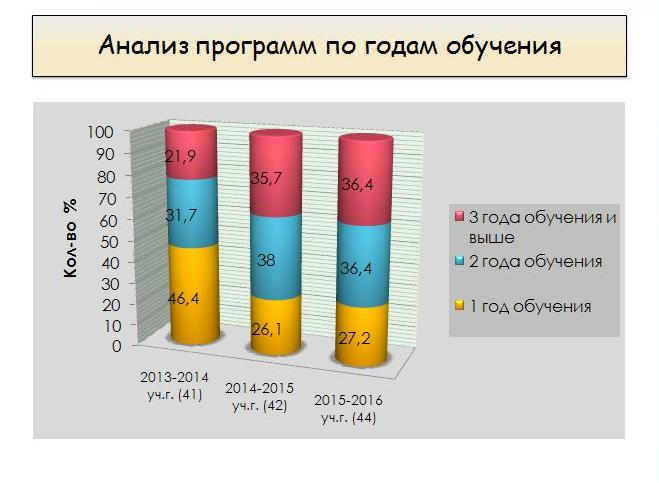 Анализ программ по годам обучения
100
90
80
70
60
50
40
30
20
10
0
Кол-во %
21,9
31,7
46,4
35,7
38
26,1
36,4
36,4
27,2
2013-2014
уч.г. (41)
2014-2015
уч.г. (42)
2015-2016
уч.г. (44)
3 года обучения и
выше
2 года обучения
1 год обучения